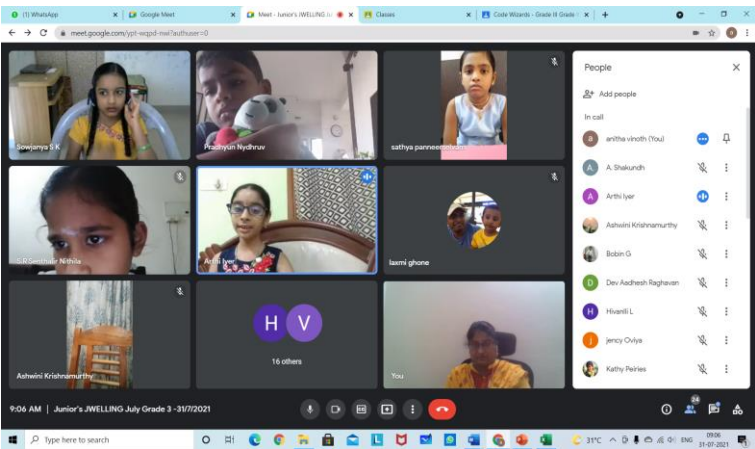 (1) WhatsApp
Google Meet
Meet - Junior's JWELLING Ju
Classes
Code Wizards - Grade III Grade
meet.google.com/ypt-wqpd-nwi?authuser=0
Sowjanya S K
Pradhyun Nydhruv
sathya panneerselvam
S.R.Senthalir Nithila
Arthi Iyer
laxmi ghone
Ashwini Krishnamurthy
H V
16 others
You
People
Add people
In call
a anitha vinoth (You)
A A. Shakundh
A Arthi Iyer
Ashwini Krishnamurthy
Bobin G
D Dev Aadhesh Raghavan
H Hivanili L
j jency Oviya
Kathy Peiries
9:06 AM | Junior's JWELLING July Grade 3 -31/7/2021
24
Type here to search
31°C
ENG
09:06
31-07-2021